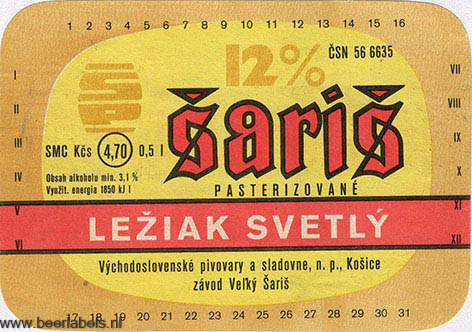 1 2 3 4 5 6 7 8 9 10 11 12 13 14 15 16
12%
ČSN 56 6635
I
II
III
IV
V
VI
VII
VIII
IX
X
XI
XII
SP
šariš
SMC Kčs 4,70 0,5 l
Obsah alkoholu min. 3,1 %
Využit. energia 1850 kJ l
PASTERIZOVANÉ
LEŽIAK SVETLÝ
Východoslovenské pivovary a sladovne, n. p., Košice
závod Veľký Šariš
17 18 19 20 21 22 23 24 25 26 27 28 29 30 31
www.beerlabels.nl